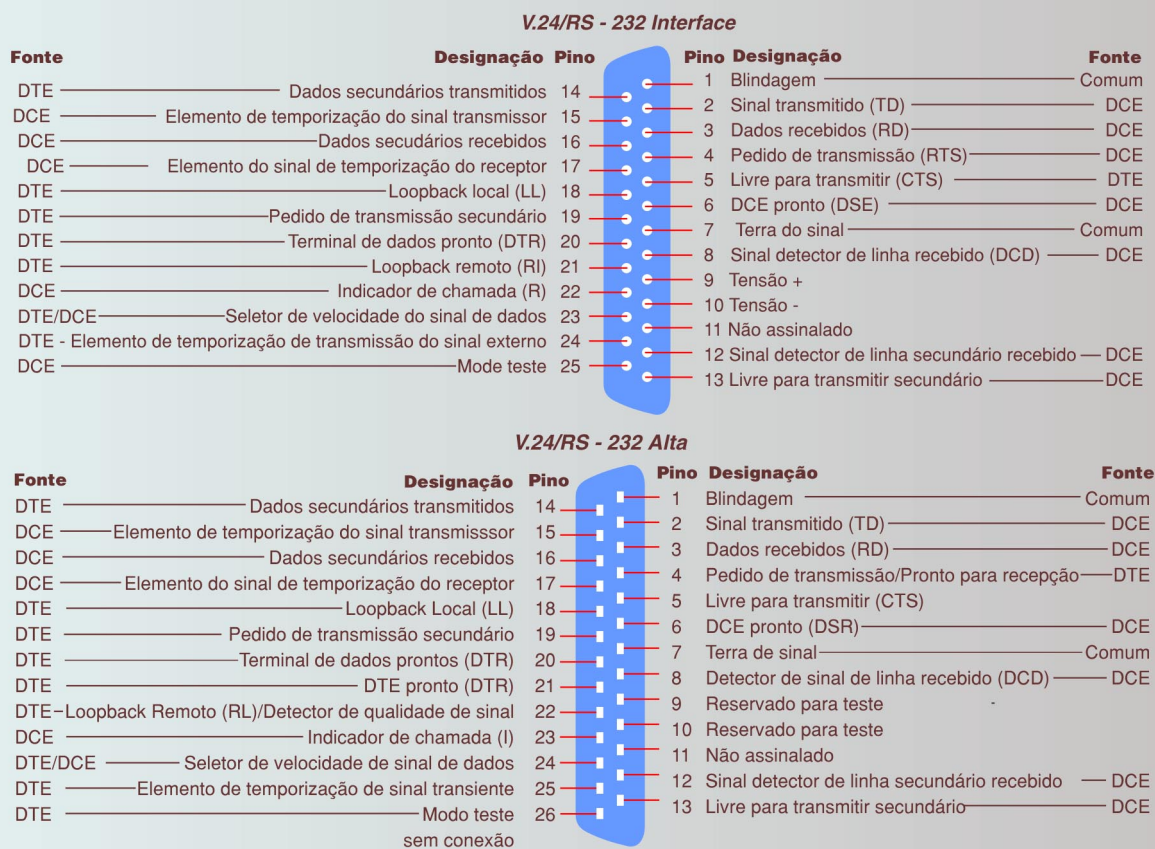 V.24/RS - 232 Interface
Fonte Designação Pino Pino Designação Fonte
1 Blindagem Comum
DTE Dados secundários transmitidos 14
2 Sinal transmitido (TD) DCE
DCE Elemento de temporização do sinal transmissor 15
3 Dados recebidos (RD) DCE
DCE Dados secudários recebidos 16
4 Pedido de transmissão (RTS) DCE
DCE Elemento do sinal de temporização do receptor 17
5 Livre para transmitir (CTS) DTE
DTE Loopback local (LL) 18
6 DCE pronto (DSE) DCE
DTE Pedido de transmissão secundário 19
7 Terra do sinal Comum
DTE Terminal de dados pronto (DTR) 20
8 Sinal detector de linha recebido (DCD) DCE
DTE Loopback remoto (RI) 21
9 Tensão +
DCE Indicador de chamada (R) 22
10 Tensão -
DTE/DCE Seletor de velocidade do sinal de dados 23
11 Não assinalado
DTE - Elemento de temporização de transmissão do sinal externo 24
12 Sinal detector de linha secundário recebido DCE
DCE Mode teste 25
13 Livre para transmitir secundário DCE
V.24/RS - 232 Alta
Fonte Designação Pino Pino Designação Fonte
1 Blindagem Comum
DTE Dados secundários transmitidos 14
2 Sinal transmitido (TD) DCE
DCE Elemento de temporização do sinal transmisssor 15
3 Dados recebidos (RD) DCE
DCE Dados secundários recebidos 16
4 Pedido de transmissão/Pronto para recepção DTE
DCE Elemento do sinal de temporização do receptor 17
5 Livre para transmitir (CTS)
DTE Loopback Local (LL) 18
6 DCE pronto (DSR) DCE
DTE Pedido de transmissão secundário 19
7 Terra de sinal Comum
DTE Terminal de dados prontos (DTR) 20
8 Detector de sinal de linha recebido (DCD) DCE
DTE DTE pronto (DTR) 21
9 Reservado para teste -
DTE Loopback Remoto (RL)/Detector de qualidade de sinal 22
10 Reservado para teste
DCE Indicador de chamada (I) 23
11 Não assinalado
DTE/DCE Seletor de velocidade de sinal de dados 24
12 Sinal detector de linha secundário recebido DCE
DTE Elemento de temporização de sinal transiente 25
13 Livre para transmitir secundário DCE
DTE Modo teste 26
sem conexão